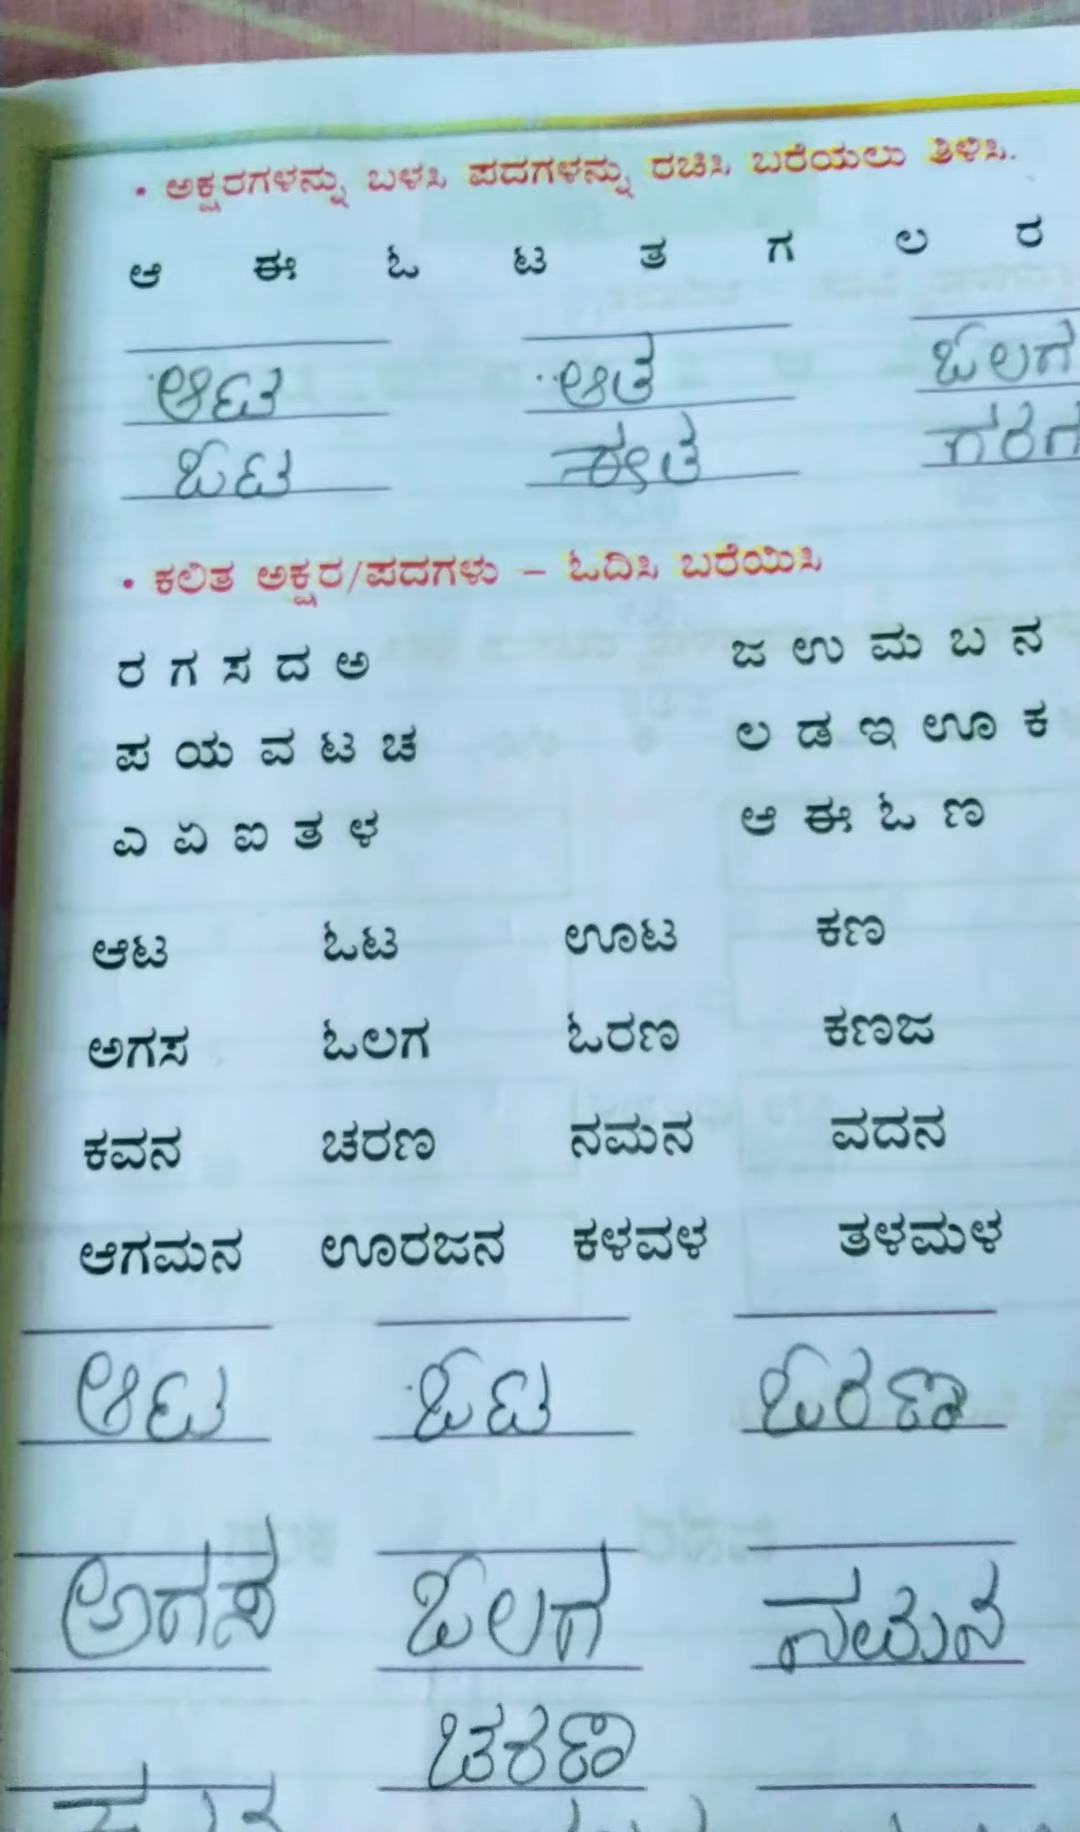 • ಅಕ್ಷರಗಳನ್ನು ಬಳಸಿ ಪದಗಳನ್ನು ರಚಿಸಿ ಬರೆಯಲು ತಿಳಿಸಿ.
ಆ ಈ ಓ ಟ ತ ಗ ಲ ರ
ಆಟ ಆತ ಓಲಗ
ಓಟ ಈತ ಗರಗ
• ಕಲಿತ ಅಕ್ಷರ/ಪದಗಳು – ಓದಿಸಿ ಬರೆಯಿಸಿ
ರ ಗ ಸ ದ ಅ ಜ ಉ ಮ ಬ ನ
ಪ ಯ ವ ಟ ಚ ಲ ಡ ಇ ಊ ಕ
ಎ ಏ ಐ ತ ಳ ಆ ಈ ಓ ಣ
ಆಟ ಓಟ ಊಟ ಕಣ
ಅಗಸ ಓಲಗ ಓರಣ ಕಣಜ
ಕವನ ಚರಣ ನಮನ ವದನ
ಆಗಮನ ಊರಜನ ಕಳವಳ ತಳಮಳ
ಆಟ ಓಟ ಓರಣ
ಅಗಸ ಓಲಗ ನಮನ
ಚರಣ